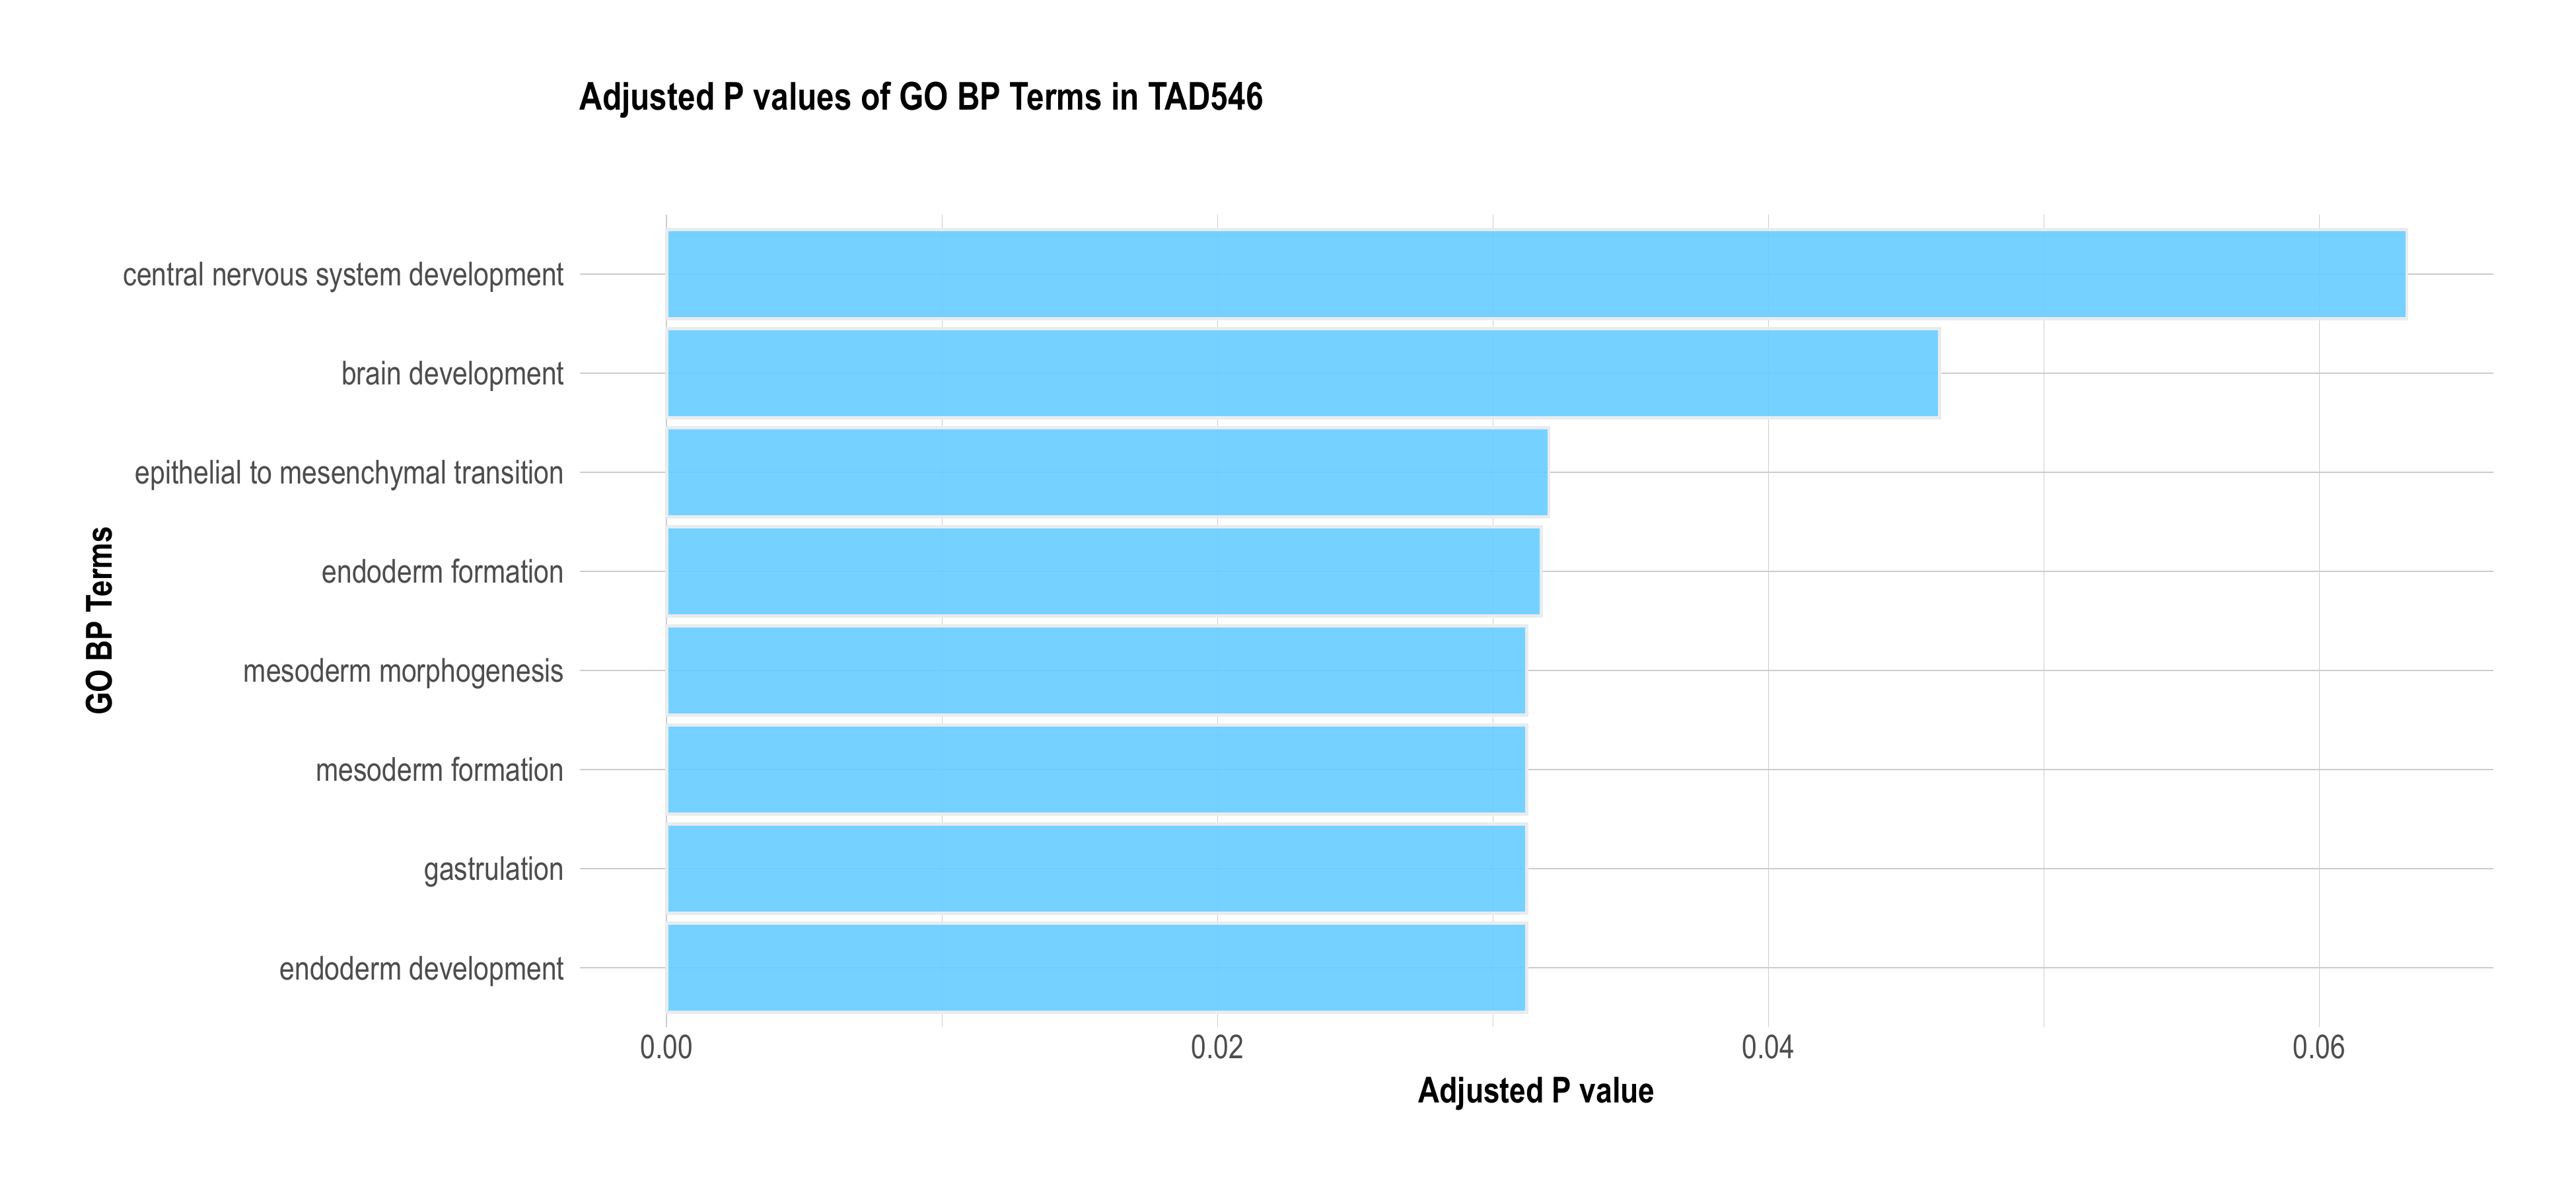 Adjusted P values of GO BP Terms in TAD546
central nervous system development
brain development
epithelial to mesenchymal transition
endoderm formation
mesoderm morphogenesis
mesoderm formation
gastrulation
endoderm development
GO BP Terms
0.00
0.02
0.04
0.06
Adjusted P value